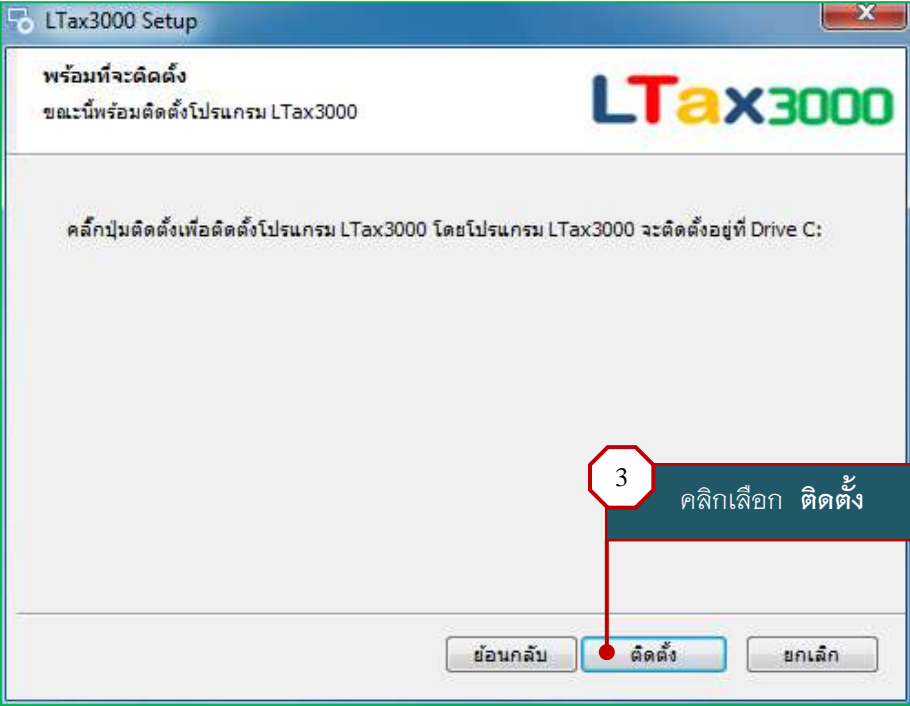 LTax3000 Setup
พร้อมที่จะติดตั้ง
ขณะนี้พร้อมติดตั้งโปรแกรม LTax3000
LTax3000
คลิ๊กปุ่มติดตั้งเพื่อติดตั้งโปรแกรม LTax3000 โดยโปรแกรม LTax3000 จะติดตั้งอยู่ที่ Drive C:
3
คลิกเลือก ติดตั้ง
ย้อนกลับ
ติดตั้ง
ยกเลิก